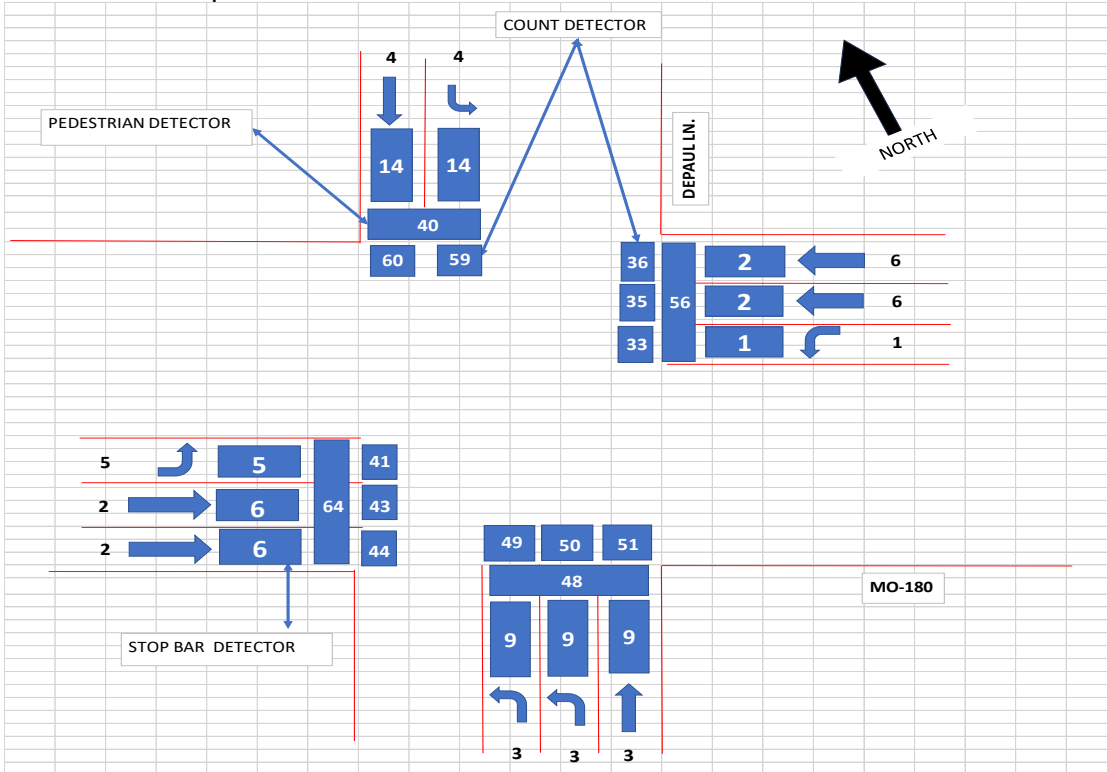 COUNT DETECTOR
4 4
PEDESTRIAN DETECTOR
NORTH
DEPAUL LN.
14 14
40
60 59
36 2 6
35 56 2 6
33 1 1
5 5 41
2 6 64 43
2 6 44
49 50 51
48
MO-180
9 9 9
STOP BAR DETECTOR
3 3 3